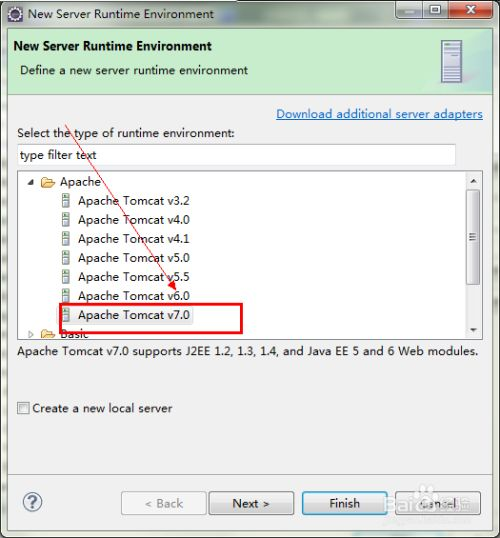 New Server Runtime Environment
New Server Runtime Environment
Define a new server runtime environment
Download additional server adapters
Select the type of runtime environment:
type filter text
Apache
Apache Tomcat v3.2
Apache Tomcat v4.0
Apache Tomcat v4.1
Apache Tomcat v5.0
Apache Tomcat v5.5
Apache Tomcat v6.0
Apache Tomcat v7.0
Basic
Apache Tomcat v7.0 supports J2EE 1.2, 1.3, 1.4, and Java EE 5 and 6 Web modules.
Create a new local server
? < Back Next > Finish Cancel